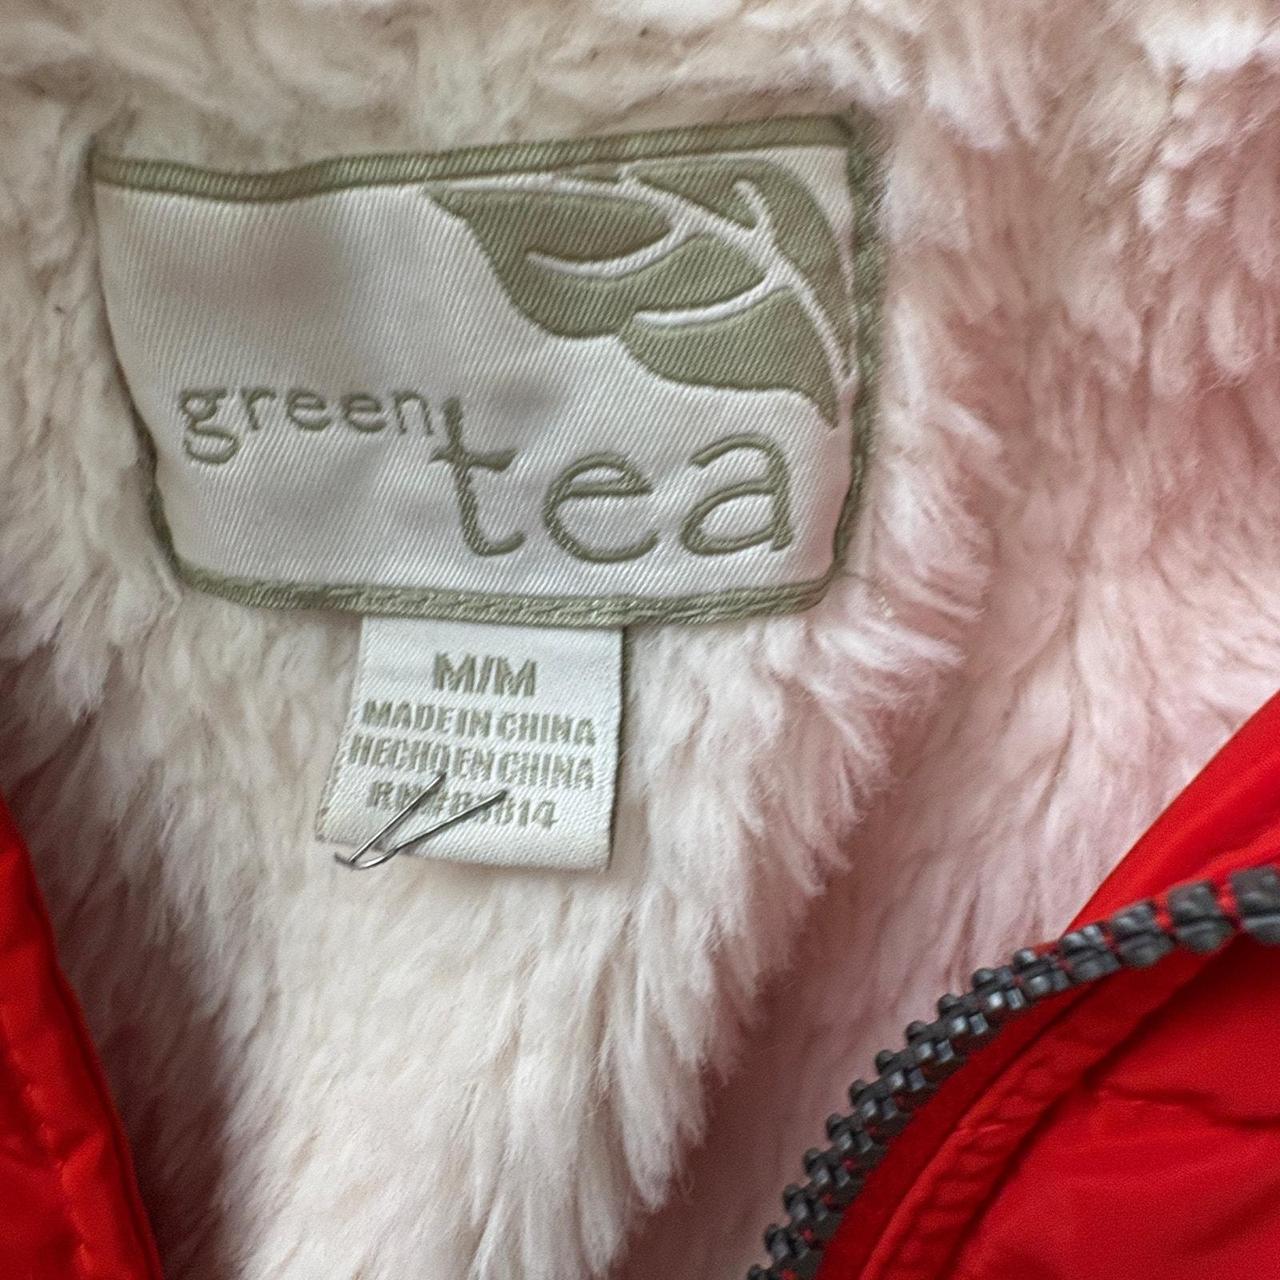 green
tea
M/M
MADE IN CHINA
HECHO EN CHINA